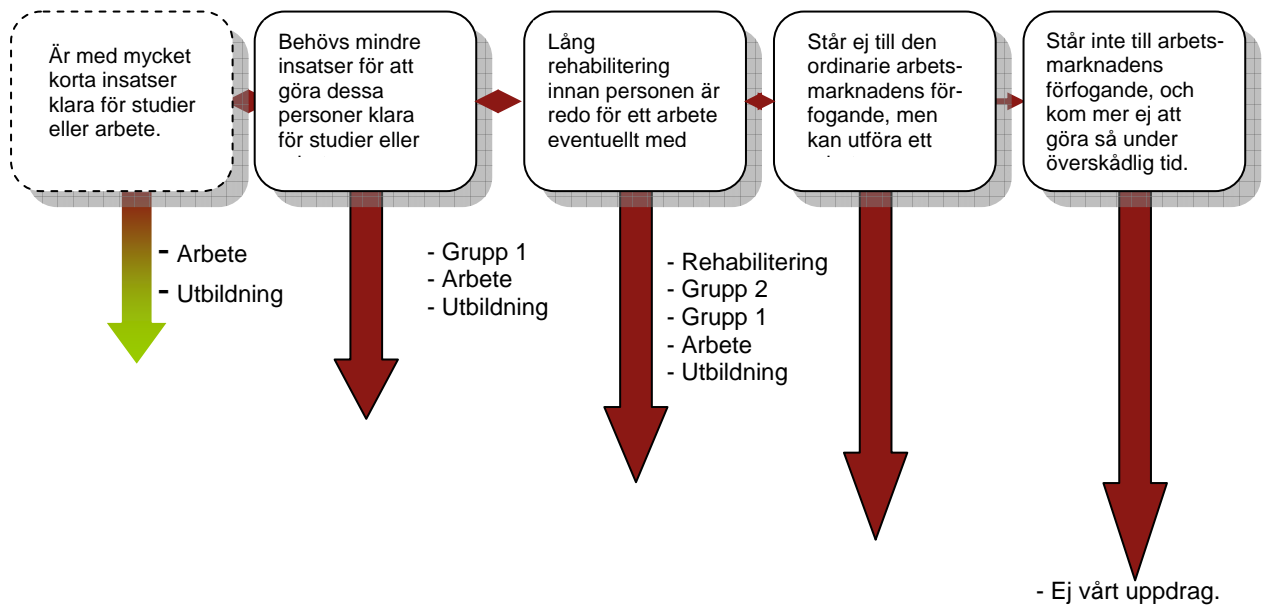 Är med mycket
korta insatser
klara för studier
eller arbete.
Behövs mindre
insatser för att
göra dessa
personer klara
för studier eller
Lång
rehabilitering
innan personen är
redo för ett arbete
eventuellt med
Står ej till den
ordinarie arbets-
marknadens för-
fogande, men
kan utföra ett
Står inte till arbets-
marknadens
förfogande, och
kom mer ej att
göra så under
överskådlig tid.
- Arbete
- Utbildning
- Grupp 1
- Arbete
- Utbildning
- Rehabilitering
- Grupp 2
- Grupp 1
- Arbete
- Utbildning
- Ej vårt uppdrag.